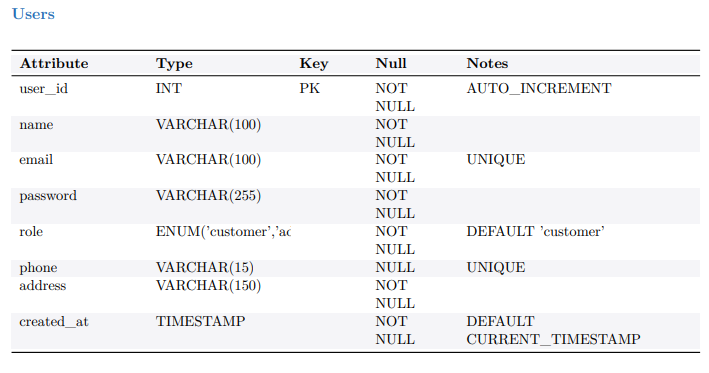 Users
Attribute Type Key Null Notes
user_id INT PK NOT NULL AUTO_INCREMENT
name VARCHAR(100) NOT NULL
email VARCHAR(100) NOT NULL UNIQUE
password VARCHAR(255) NOT NULL
role ENUM('customer','ac NOT NULL DEFAULT 'customer'
phone VARCHAR(15) NULL UNIQUE
address VARCHAR(150) NOT NULL
created_at TIMESTAMP NOT NULL DEFAULT CURRENT_TIMESTAMP